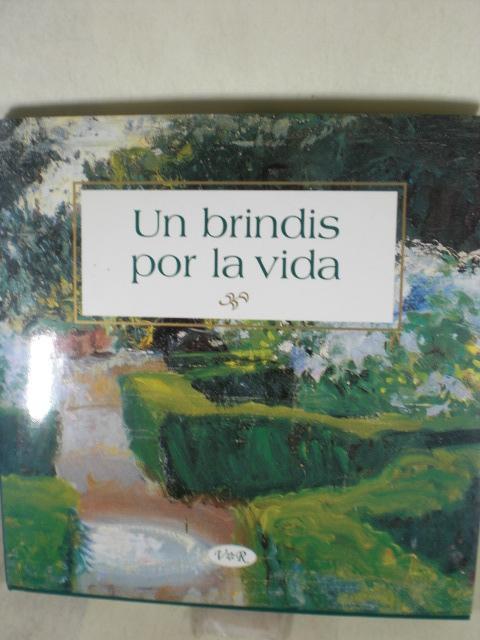 Un brindis
por la vida
V&R